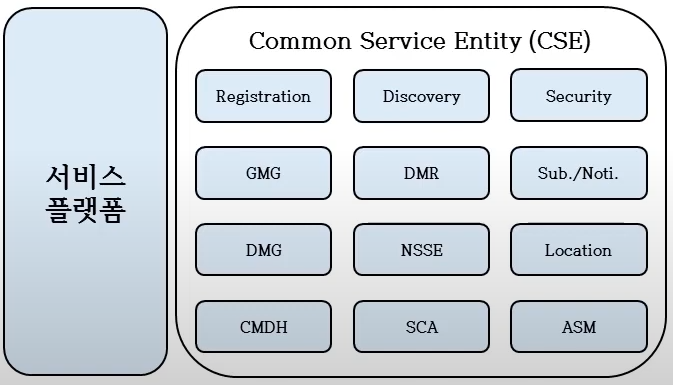 서비스
플랫폼
Common Service Entity (CSE)
Registration
Discovery
Security
GMG
DMR
Sub./Noti.
DMG
NSSE
Location
CMDH
SCA
ASM